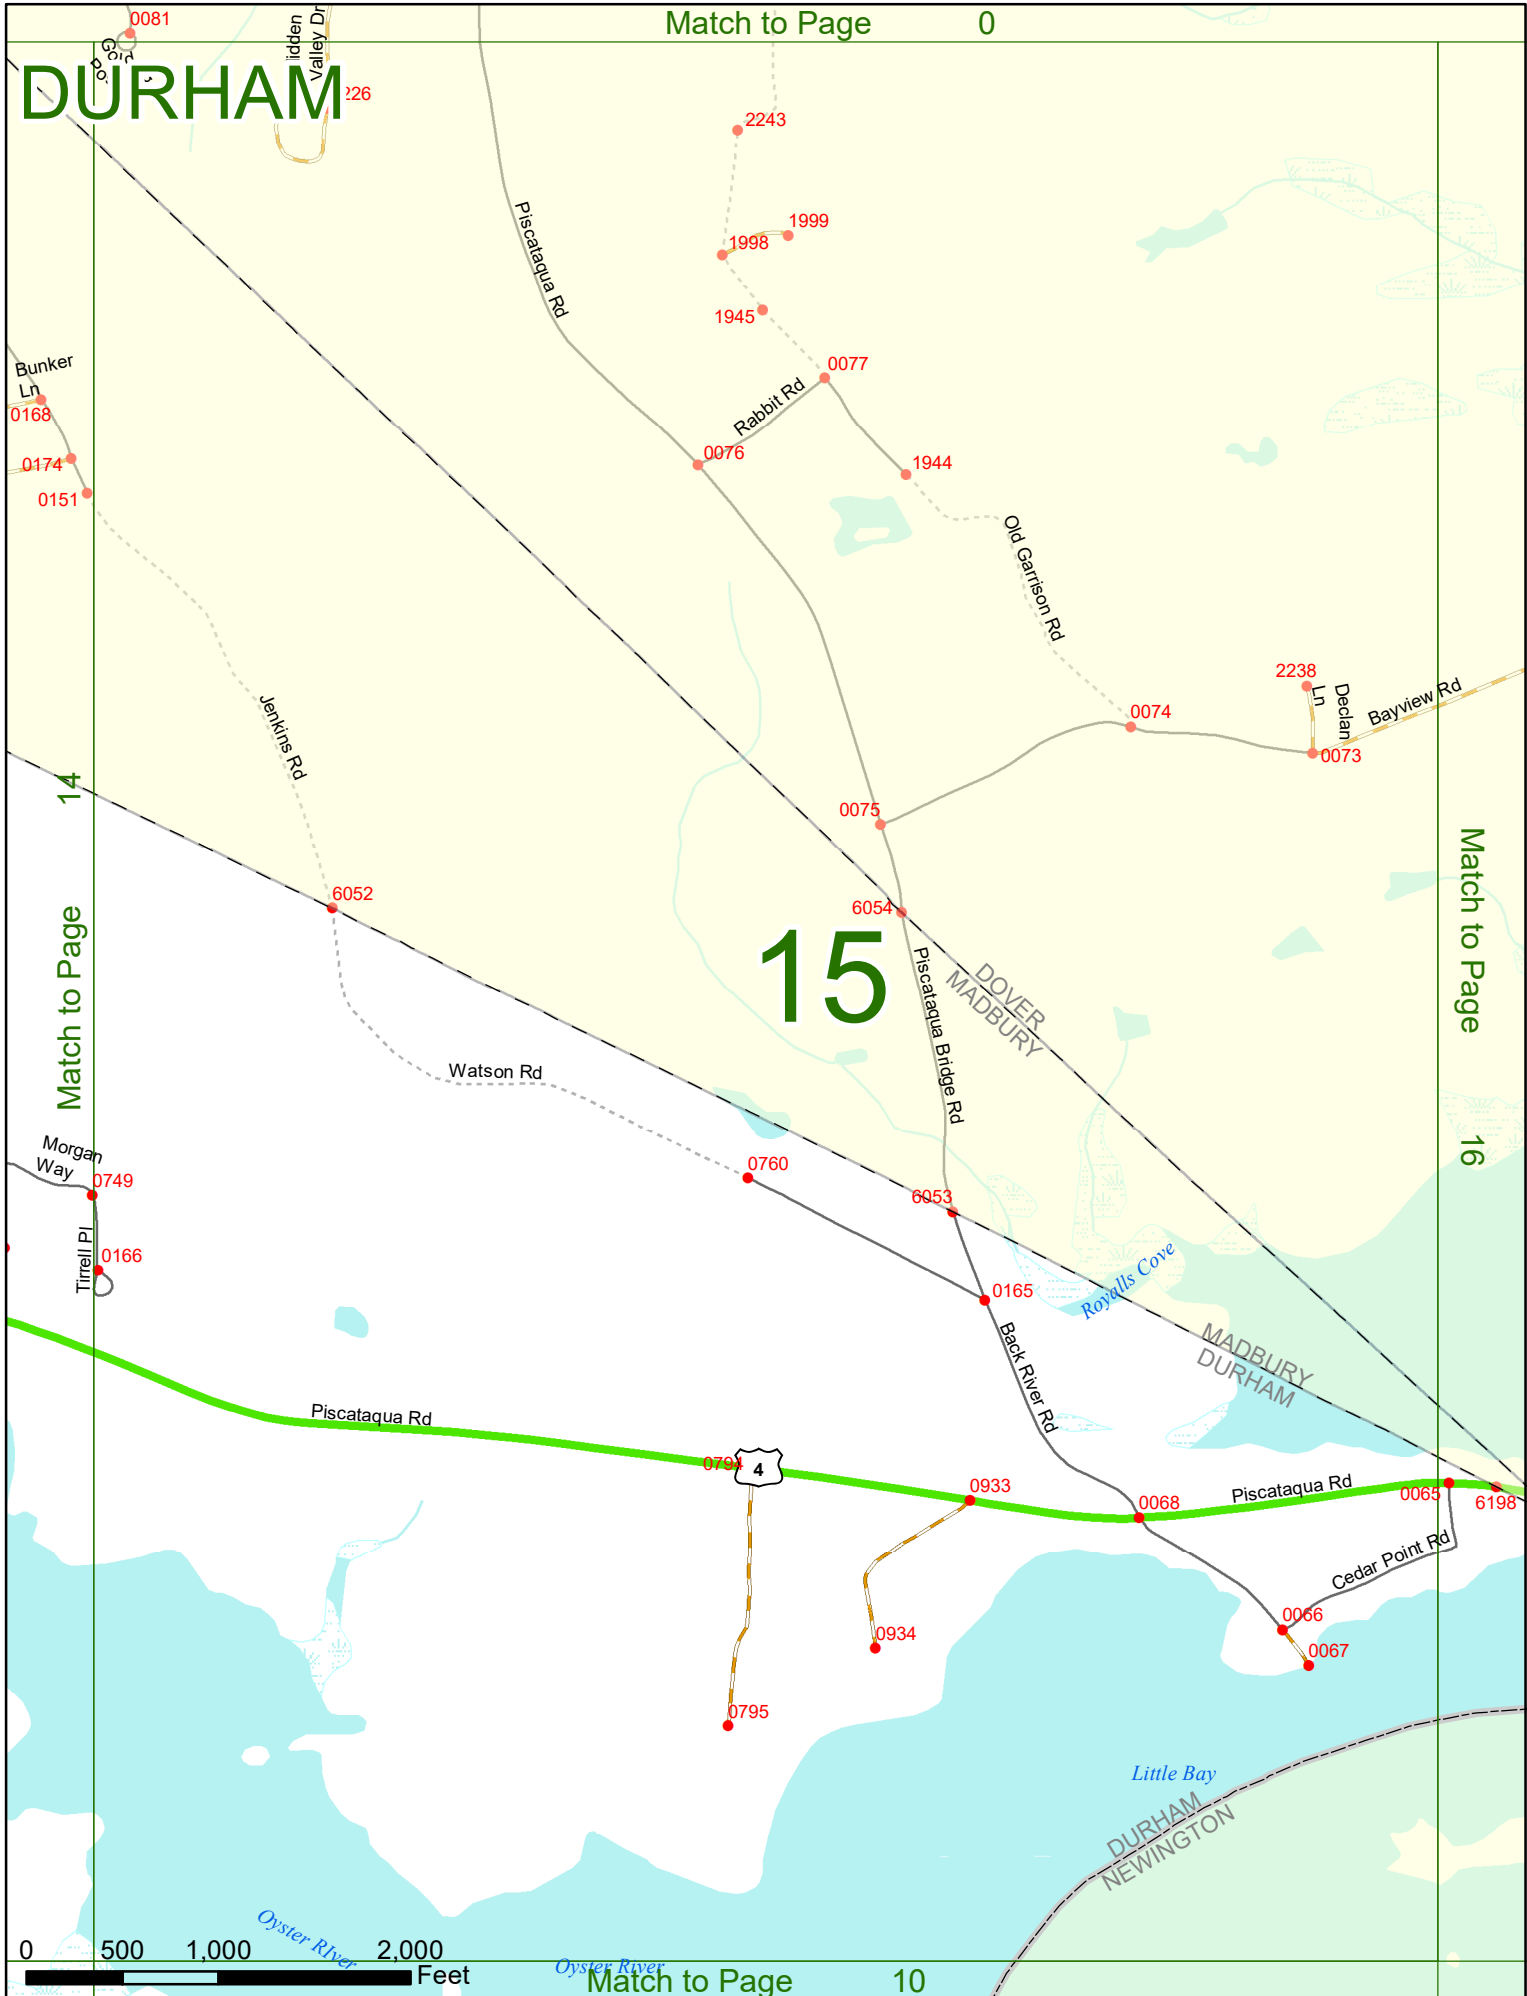 Match to Page 0
0081
DURHAM
idden
Valley Dr
226
2243
1999
1998
1945
Piscataqua Rd
0077
Rabbit Rd
0076
1944
Bunker
Ln
0168
0174
0151
Old Garrison Rd
Jenkins Rd
2238
Declan
Ln
Bayview Rd
0074
0073
0075
14
Match to Page
Match to Page
16
6052
6054
15
DOVER
MADBURY
Piscataqua Bridge Rd
Watson Rd
Morgan
Way
0749
0760
6053
Tirrell Pl
0166
0165
Royalls Cove
Back River Rd
MADBURY
DURHAM
Piscataqua Rd
0794
4
0933
0068
Piscataqua Rd
0065
6198
Cedar Point Rd
0066
0067
0934
0795
Little Bay
DURHAM
NEWINGTON
Oyster RIver
Oyster River
0 500 1,000 2,000
Feet
Match to Page 10